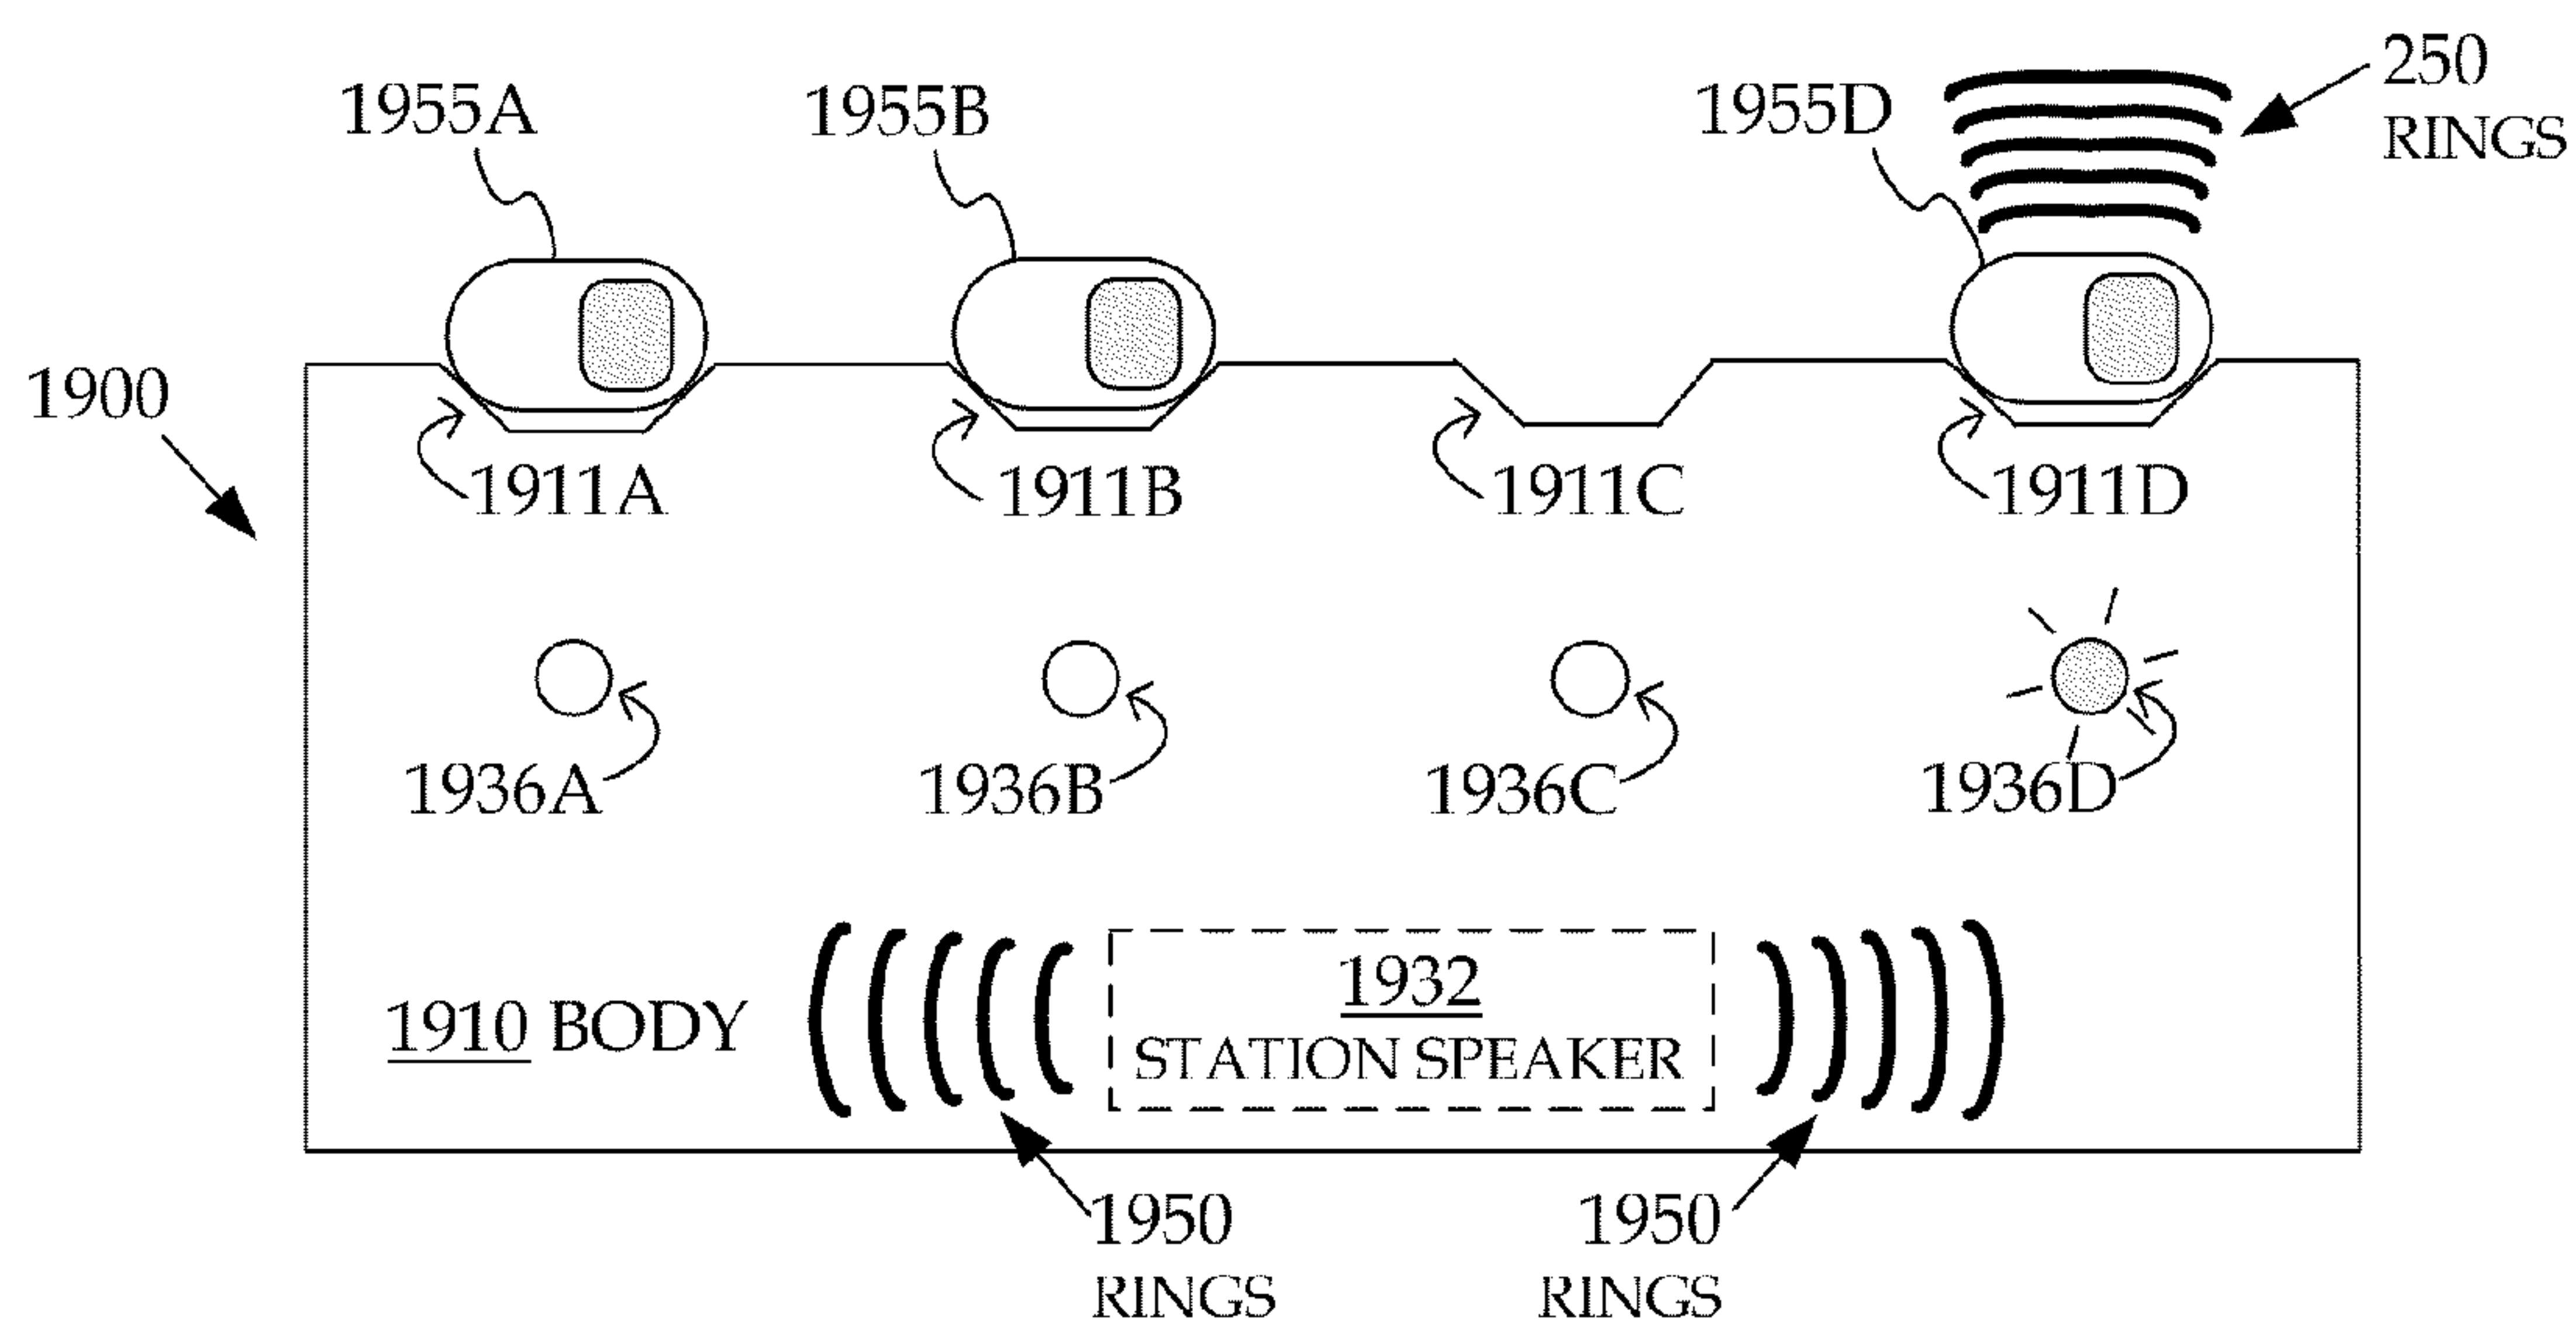 250
RINGS
1955A
1955B
1955D
1900
1911A
1911B
1911C
1911D
1936A
1936B
1936C
1936D
1932
STATION SPEAKER
1910 BODY
1950
RINGS
1950
RINGS